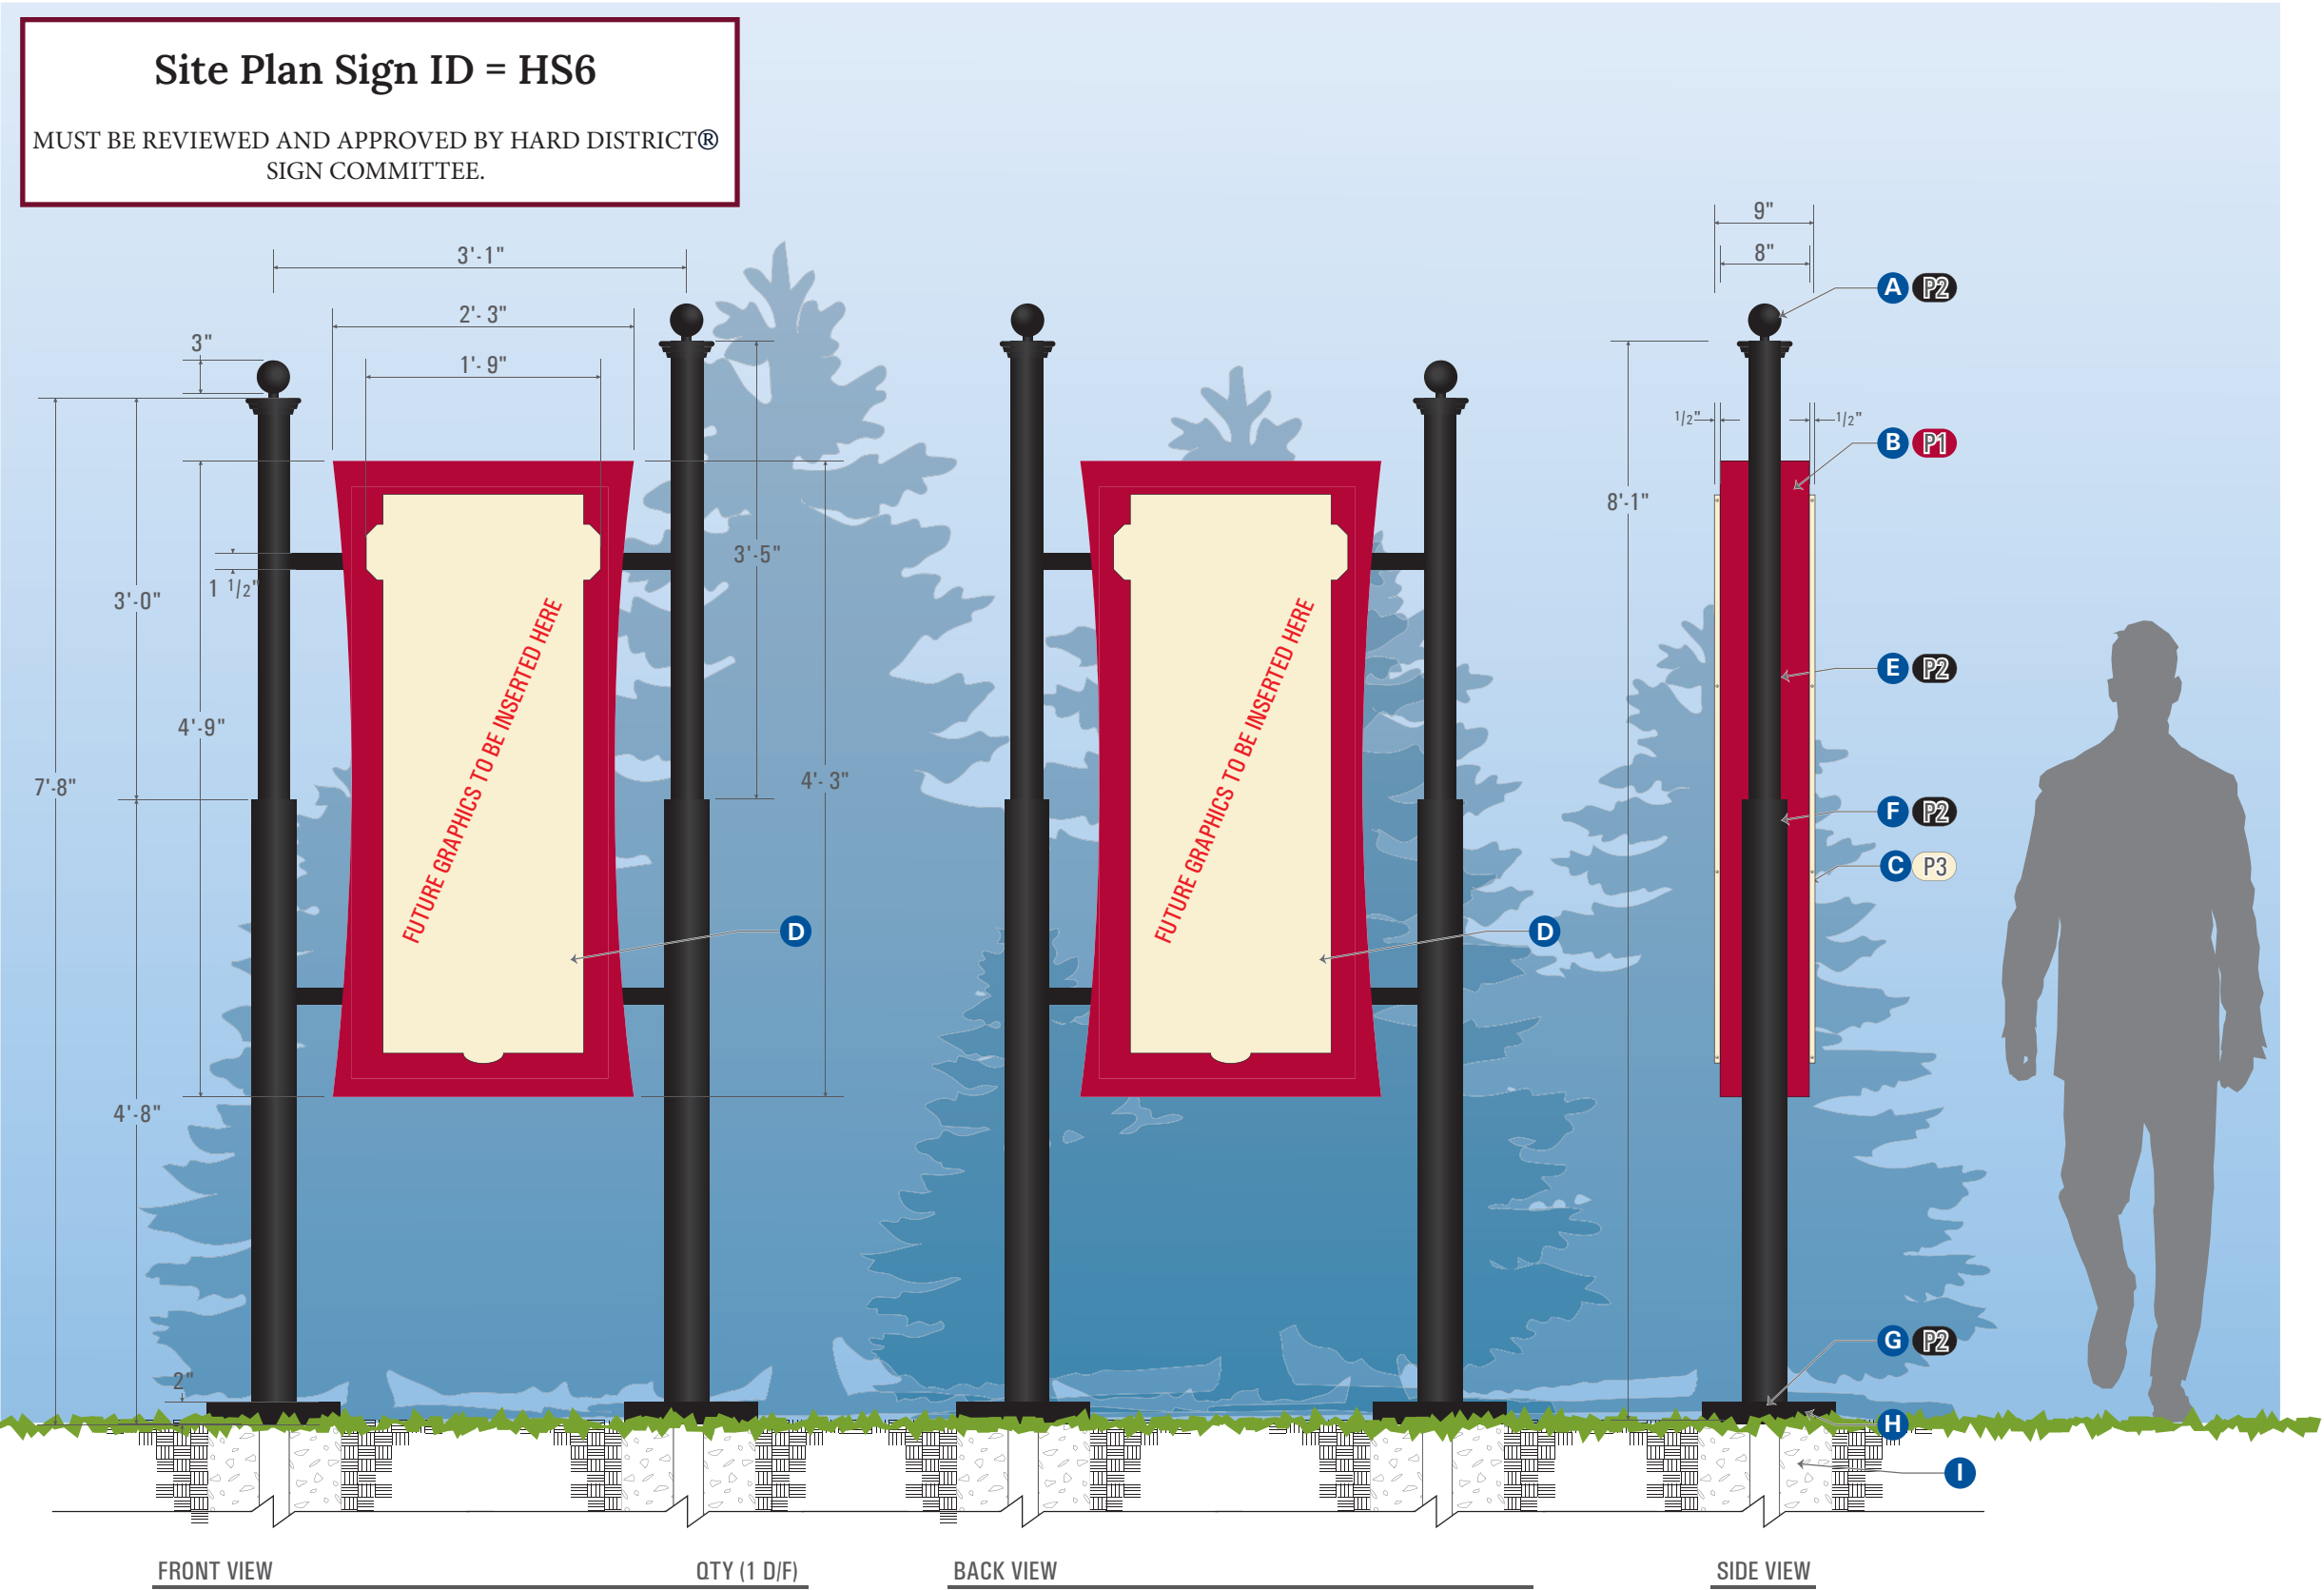 Site Plan Sign ID = HS6
MUST BE REVIEWED AND APPROVED BY HARD DISTRICT®
SIGN COMMITTEE.
9"
8"
3'-1"
A P2
2'- 3"
3"
1'- 9"
1/2"
1/2"
B P1
8'-1"
3'-5"
1 1/2"
3'-0"
FUTURE GRAPHICS TO BE INSERTED HERE
FUTURE GRAPHICS TO BE INSERTED HERE
E P2
4'-9"
7'-8"
4'- 3"
F P2
C P3
D
D
4'-8"
G P2
2"
H
I
FRONT VIEW
QTY (1 D/F)
BACK VIEW
SIDE VIEW